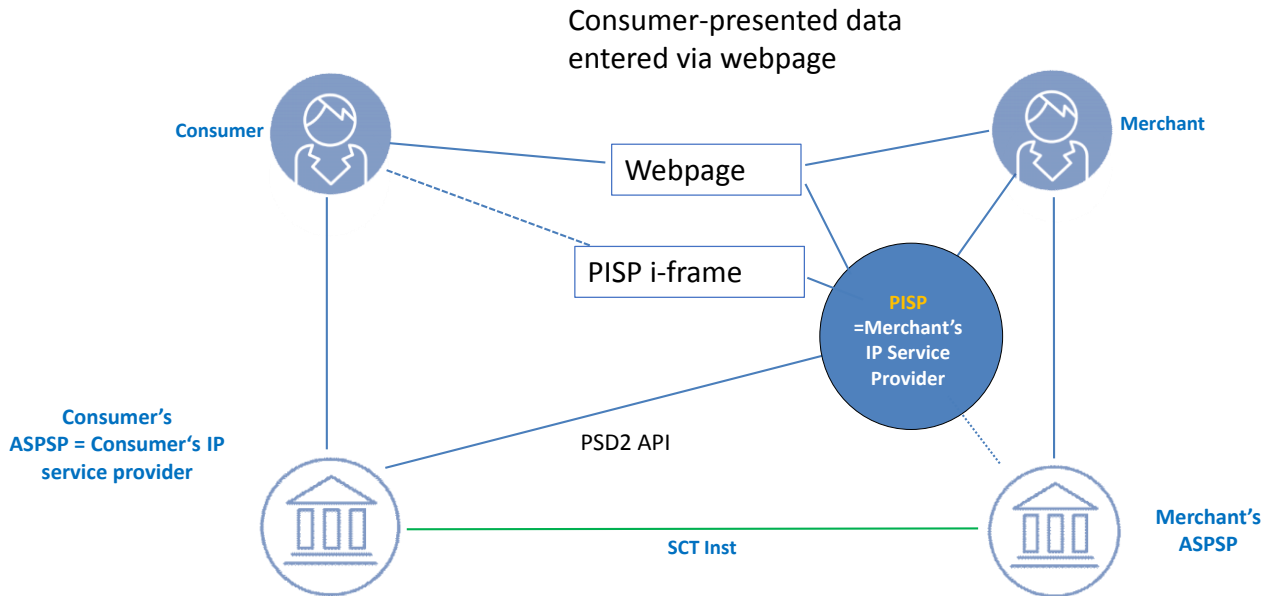 Consumer-presented data
entered via webpage
Consumer
Merchant
Webpage
PISP i-frame
PISP
=Merchant’s
IP Service
Provider
Consumer’s
ASPSP = Consumer‘s IP
service provider
PSD2 API
SCT Inst
Merchant’s
ASPSP